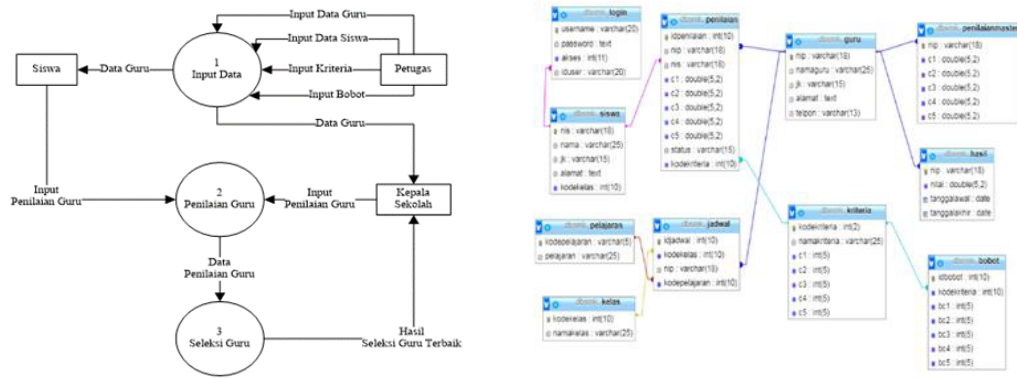 Input Data Guru
Input Data Siswa
Input Kriteria
Input Bobot
1
Input Data
Siswa
Data Guru
Petugas
Data Guru
Input
Penilaian Guru
2
Penilaian Guru
Input
Penilaian Guru
Kepala
Sekolah
Data
Penilaian Guru
3
Seleksi Guru
Hasil
Seleksi Guru Terbaik
login
username : varchar(20)
password : text
akses : int(11)
iduser : varchar(20)
siswa
nis : varchar(18)
nama : varchar(25)
jk : varchar(15)
alamat : text
kodekelas : int(10)
penilaian
idpenilaian : int(10)
nip : varchar(18)
nis : varchar(18)
c1 : double(5,2)
c2 : double(5,2)
c3 : double(5,2)
c4 : double(5,2)
c5 : double(5,2)
status : varchar(15)
kodekriteria : int(10)
guru
nip : varchar(18)
namaguru : varchar(25)
jk : varchar(15)
alamat : text
telpon : varchar(13)
penilaianmaster
nip : varchar(18)
c1 : double(5,2)
c2 : double(5,2)
c3 : double(5,2)
c4 : double(5,2)
c5 : double(5,2)
hasil
nip : varchar(18)
nilai : double(5,2)
tanggalawal : date
tanggalakhir : date
pelajaran
kodepelajaran : varchar(5)
pelajaran : varchar(25)
jadwal
idjadwal : int(10)
kodekelas : int(10)
nip : varchar(18)
kodepelajaran : int(10)
kelas
kodekelas : int(10)
namakelas : varchar(25)
kriteria
kodekriteria : int(2)
namakriteria : varchar(25)
c1 : int(5)
c2 : int(5)
c3 : int(5)
c4 : int(5)
c5 : int(5)
bobot
idbobot : int(10)
kodekriteria : int(10)
bc1 : int(5)
bc2 : int(5)
bc3 : int(5)
bc4 : int(5)
bc5 : int(5)